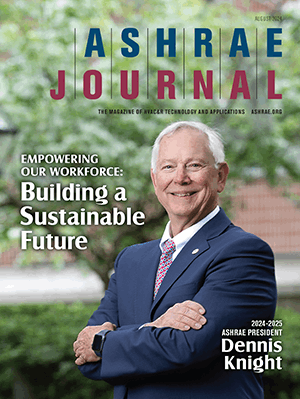 AUGUST 2024
ASHRAE
JOURNAL
THE MAGAZINE OF HVAC&R TECHNOLOGY AND APPLICATIONS ASHRAE.ORG
EMPOWERING
OUR WORKFORCE:
Building a
Sustainable
Future
2024-2025
ASHRAE PRESIDENT
Dennis
Knight